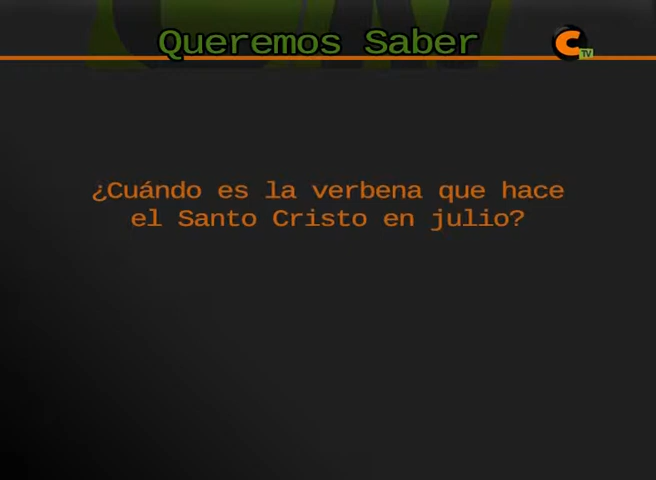 Queremos Saber
C
TV
¿Cuándo es la verbena que hace
el Santo Cristo en julio?